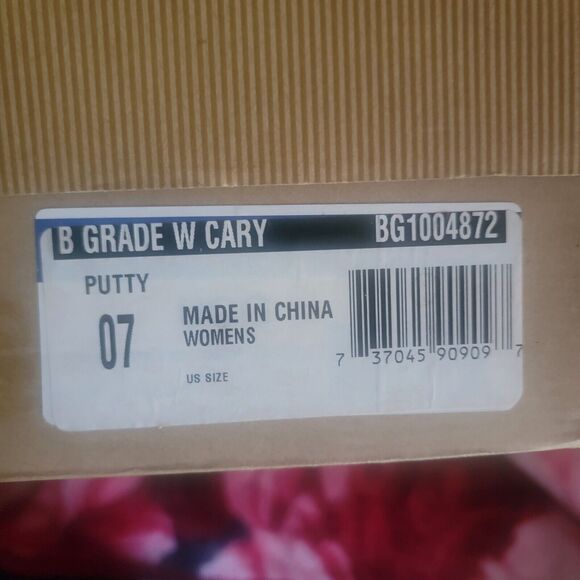 B GRADE W CARY BG1004872
PUTTY
07
MADE IN CHINA
WOMENS
US SIZE
7 37045 90909 7